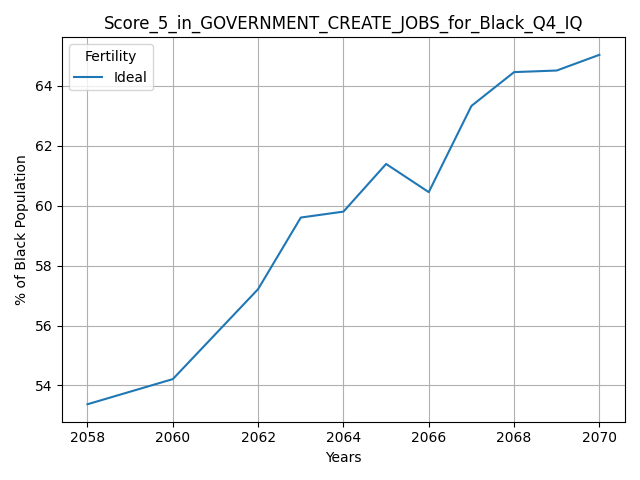 Score_5_in_GOVERNMENT_CREATE_JOBS_for_Black_Q4_IQ
Fertility
Ideal
% of Black Population
64
62
60
58
56
54
2058 2060 2062 2064 2066 2068 2070
Years